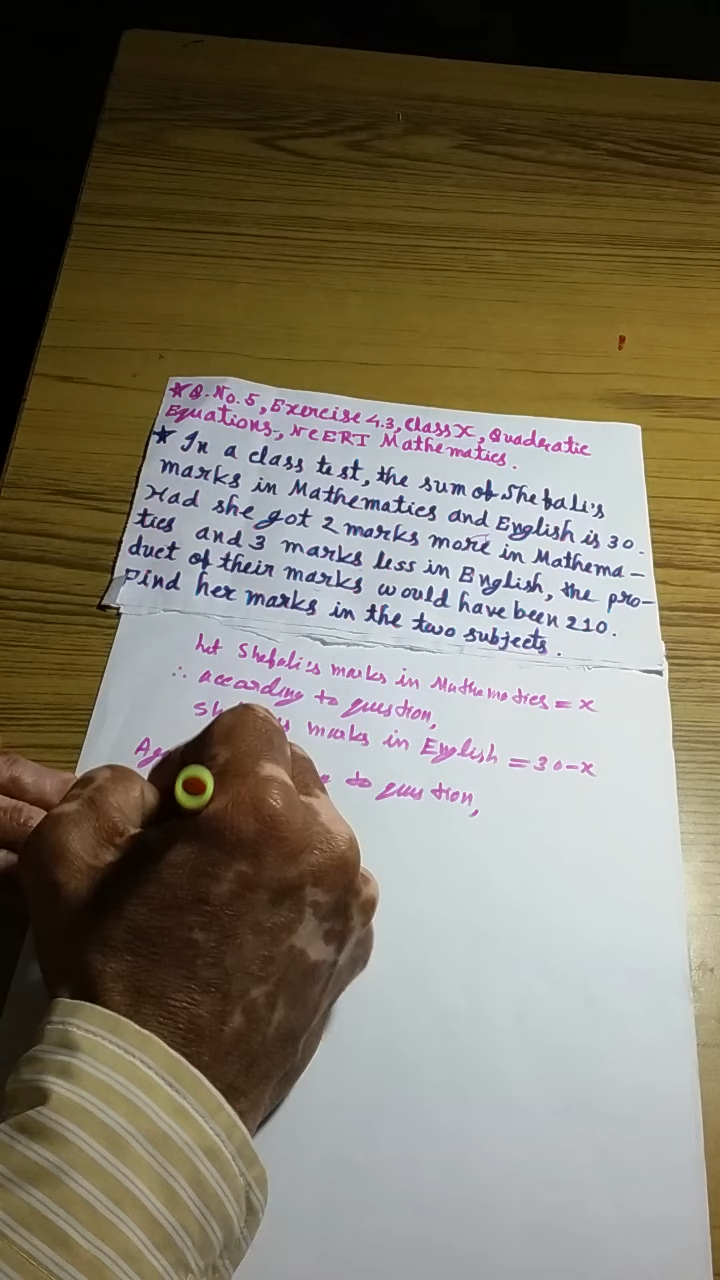 * Q. No. 5, Exercise 4.3, Class X, Quadratic
Equations, NCERT Mathematics.
* In a class test, the sum of Shefali's
marks in Mathematics and English is 30.
Had she got 2 marks more in Mathema-
tics and 3 marks less in English, the pro-
duct of their marks would have been 210.
Find her marks in the two subjects.
Let Shefali's marks in Mathematics = x
∴ according to question,
marks in English = 30-x
to question,